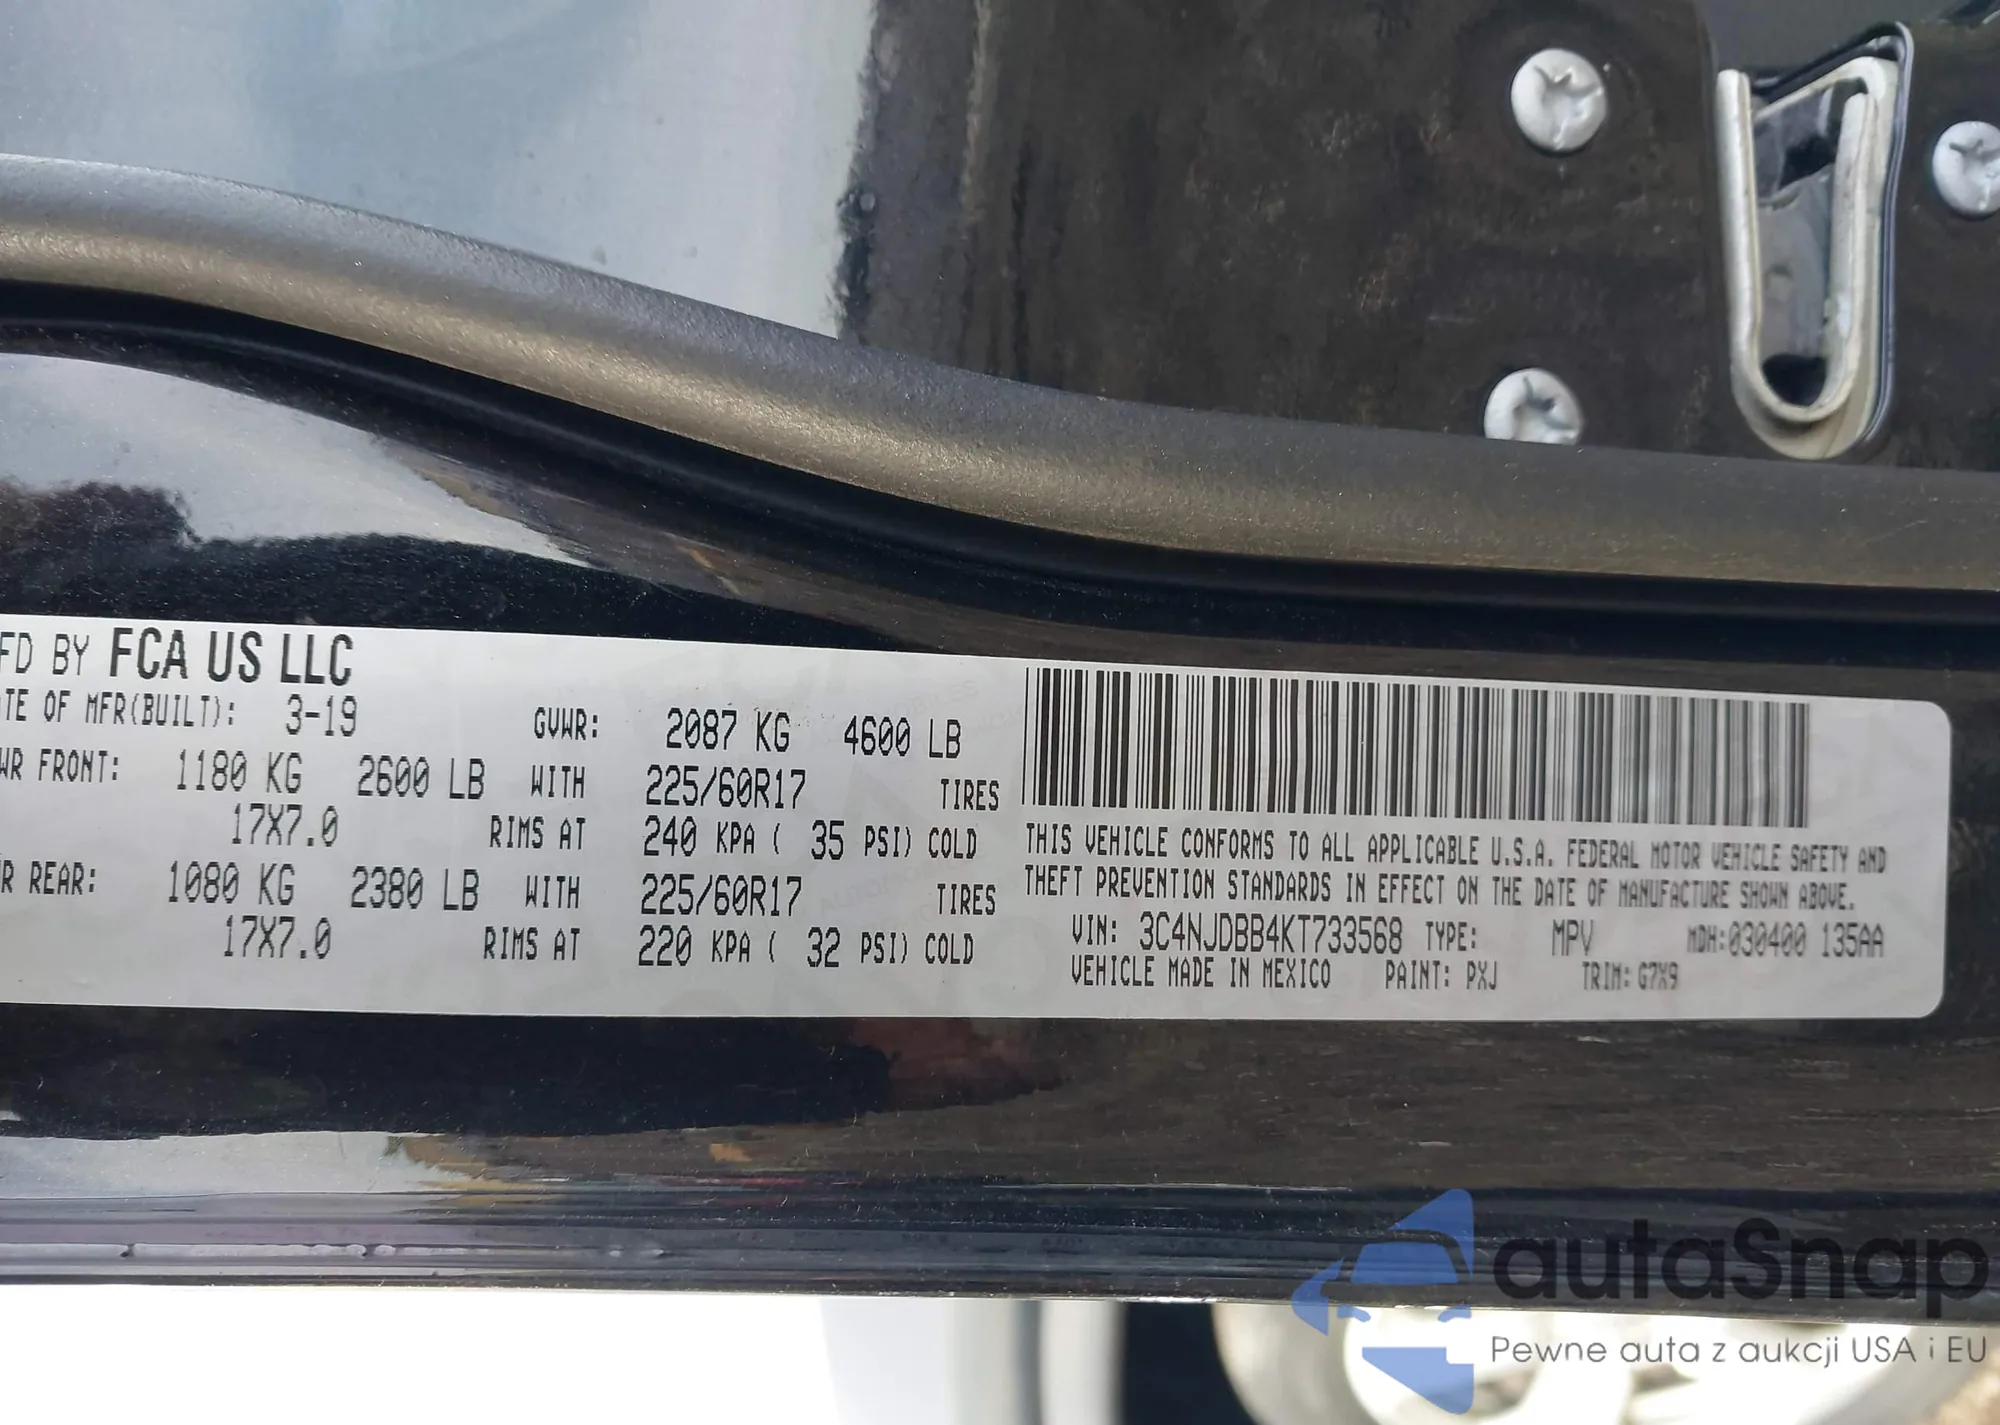 FD BY FCA US LLC
TE OF MFR(BUILT): 3-19 GVWR: 2087 KG 4600 LB
WR FRONT: 1180 KG 2600 LB WITH 225/60R17 TIRES
17X7.0 RIMS AT 240 KPA ( 35 PSI) COLD
R REAR: 1080 KG 2380 LB WITH 225/60R17 TIRES
17X7.0 RIMS AT 220 KPA ( 32 PSI) COLD
THIS VEHICLE CONFORMS TO ALL APPLICABLE U.S.A. FEDERAL MOTOR VEHICLE SAFETY AND
THEFT PREVENTION STANDARDS IN EFFECT ON THE DATE OF MANUFACTURE SHOWN ABOVE.
VIN: 3C4NJDBB4KT733568 TYPE: MPV MDH:030400 135AA
VEHICLE MADE IN MEXICO PAINT: PXJ TRIM: G7X9
autaSnap
Pewne auta z aukcji USA i EU